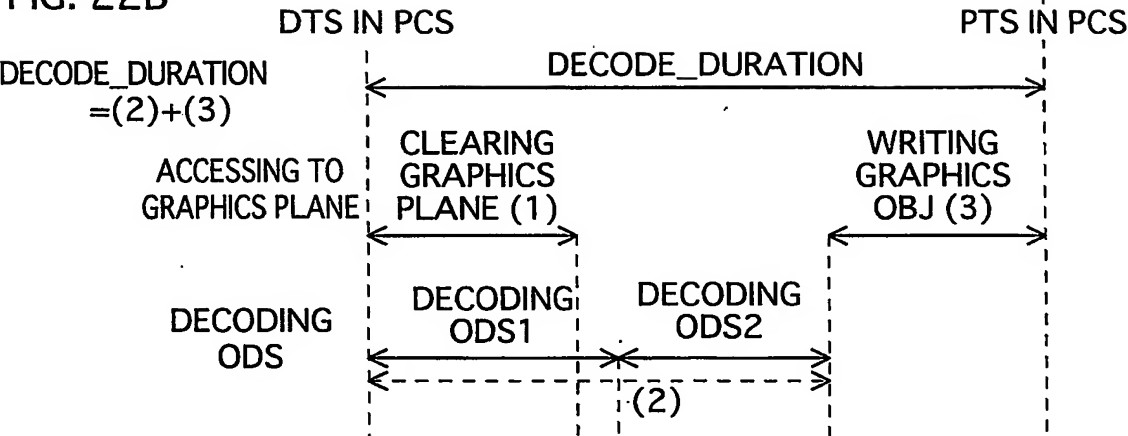 FIG. 22B
DTS IN PCS
PTS IN PCS
DECODE_DURATION
=(2)+(3)
DECODE_DURATION
ACCESSING TO
GRAPHICS PLANE
CLEARING
GRAPHICS
PLANE (1)
WRITING
GRAPHICS
OBJ (3)
DECODING
ODS
DECODING
ODS1
DECODING
ODS2
(2)